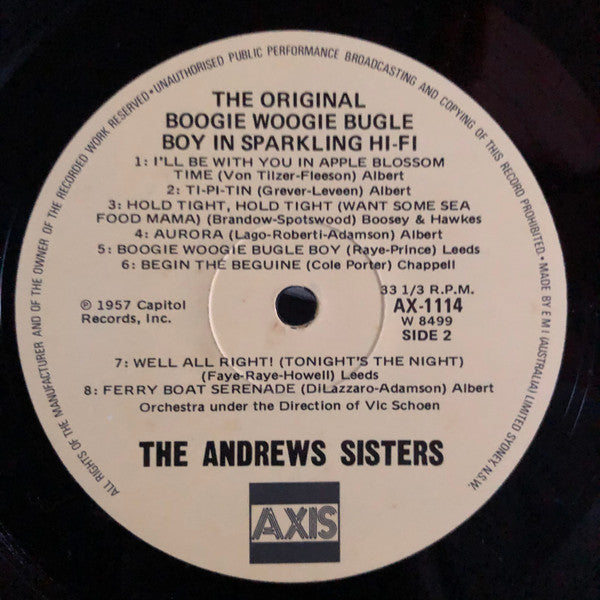 ALL RIGHTS OF THE MANUFACTURER AND OF THE OWNER OF THE RECORDED WORK RESERVED • UNAUTHORISED PUBLIC PERFORMANCE BROADCASTING AND COPYING OF THIS RECORD PROHIBITED. • MADE BY E M I (AUSTRALIA) LIMITED SYDNEY, N.S.W.
THE ORIGINAL
BOOGIE WOOGIE BUGLE
BOY IN SPARKLING HI-FI
1: I'LL BE WITH YOU IN APPLE BLOSSOM
TIME (Von Tilzer-Fleeson) Albert
2: TI-PI-TIN (Grever-Leveen) Albert
3: HOLD TIGHT, HOLD TIGHT (WANT SOME SEA
FOOD MAMA) (Brandow-Spotswood) Boosey & Hawkes
4: AURORA (Lago-Roberti-Adamson) Albert
5: BOOGIE WOOGIE BUGLE BOY (Raye-Prince) Leeds
6: BEGIN THE BEGUINE (Cole Porter) Chappell
℗ 1957 Capitol
Records, Inc.
33 1/3 R.P.M.
AX-1114
W 8499
SIDE 2
7: WELL ALL RIGHT! (TONIGHT'S THE NIGHT)
(Faye-Raye-Howell) Leeds
8: FERRY BOAT SERENADE (DiLazzaro-Adamson) Albert
Orchestra under the Direction of Vic Schoen
THE ANDREWS SISTERS
AXIS